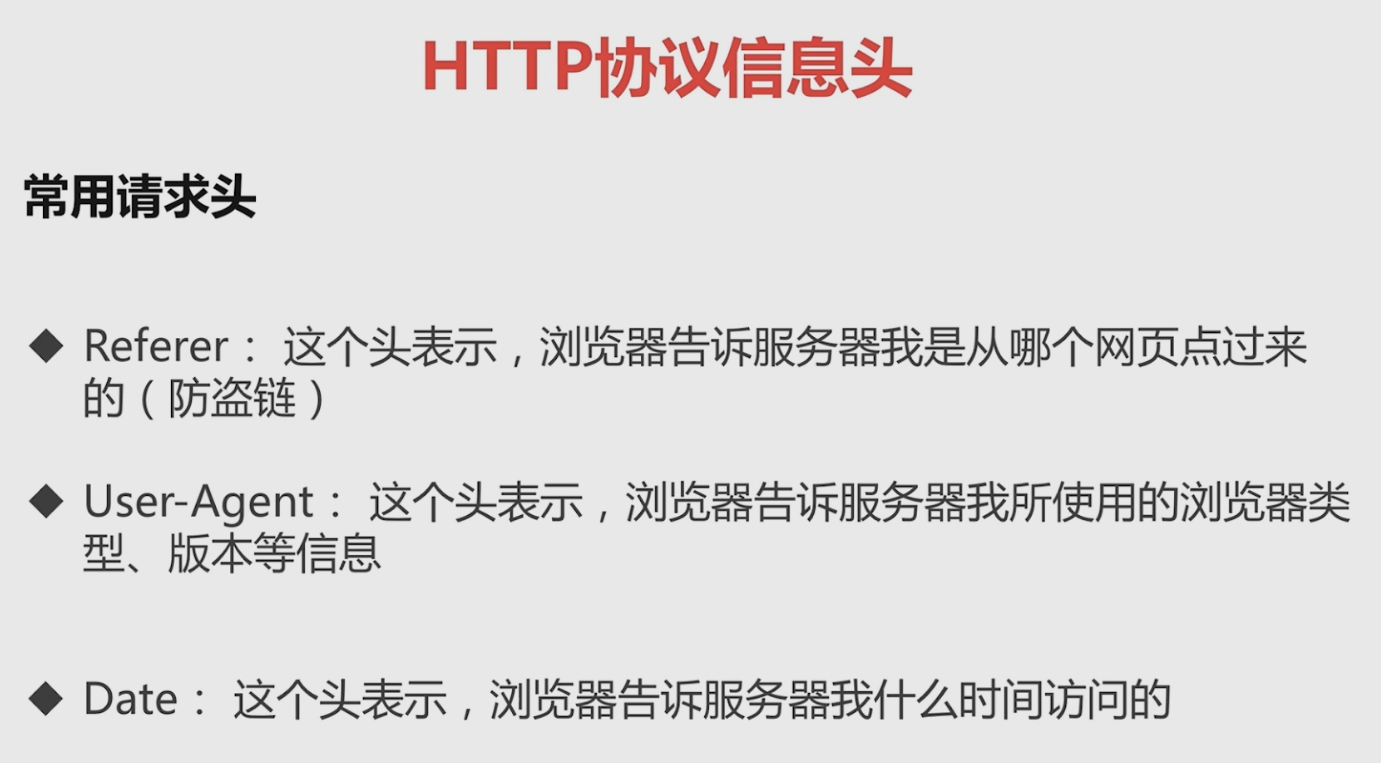 HTTP协议信息头
常用请求头
◆ Referer： 这个头表示，浏览器告诉服务器我是从哪个网页点过来
的（防盗链）
◆ User-Agent： 这个头表示，浏览器告诉服务器我所使用的浏览器类
型、版本等信息
◆ Date： 这个头表示，浏览器告诉服务器我什么时间访问的